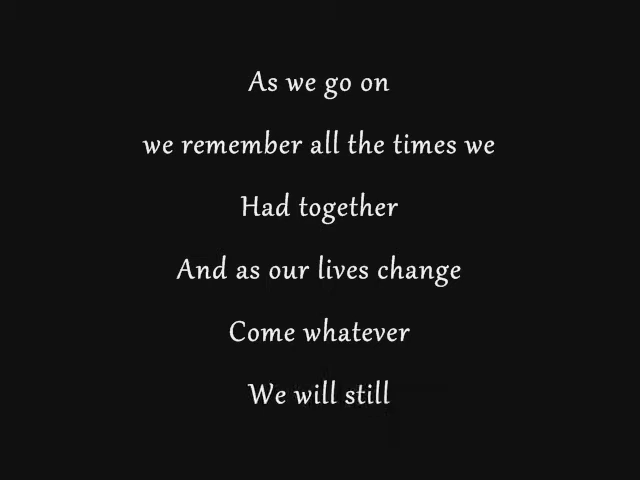 As we go on
we remember all the times we
Had together
And as our lives change
Come whatever
We will still